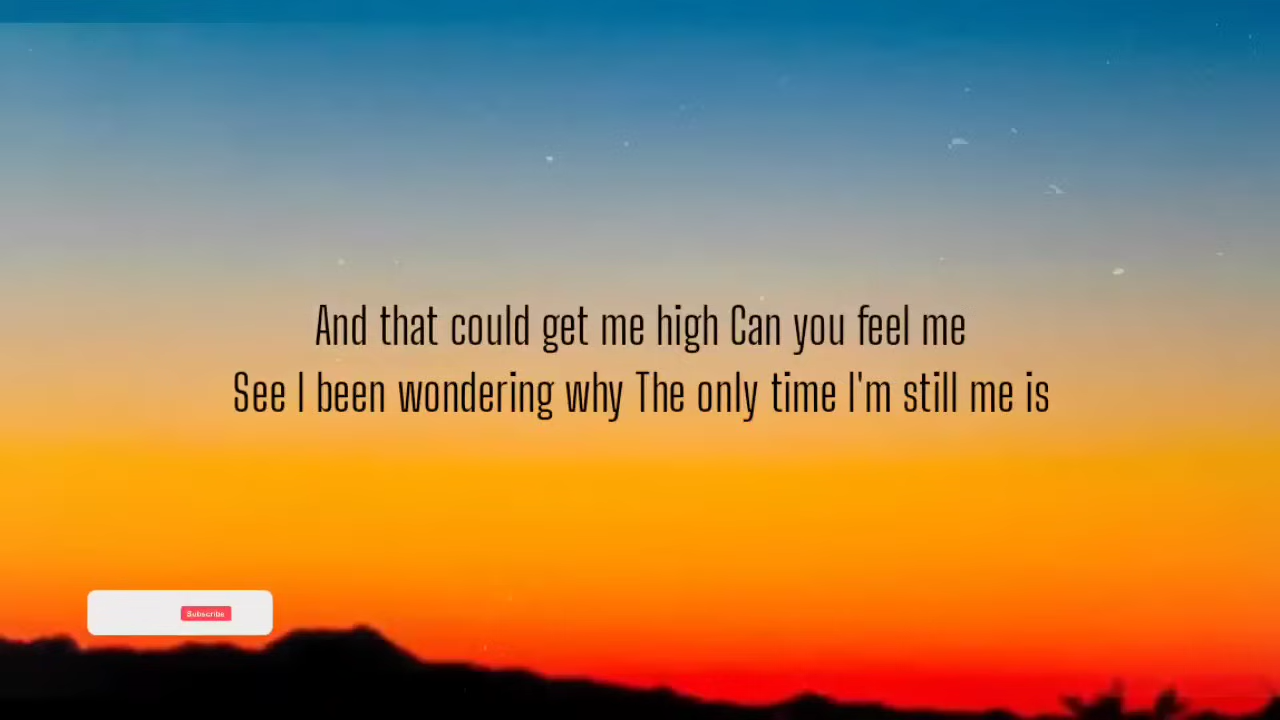 And that could get me high Can you feel me
See I been wondering why The only time I'm still me is
Subscribe